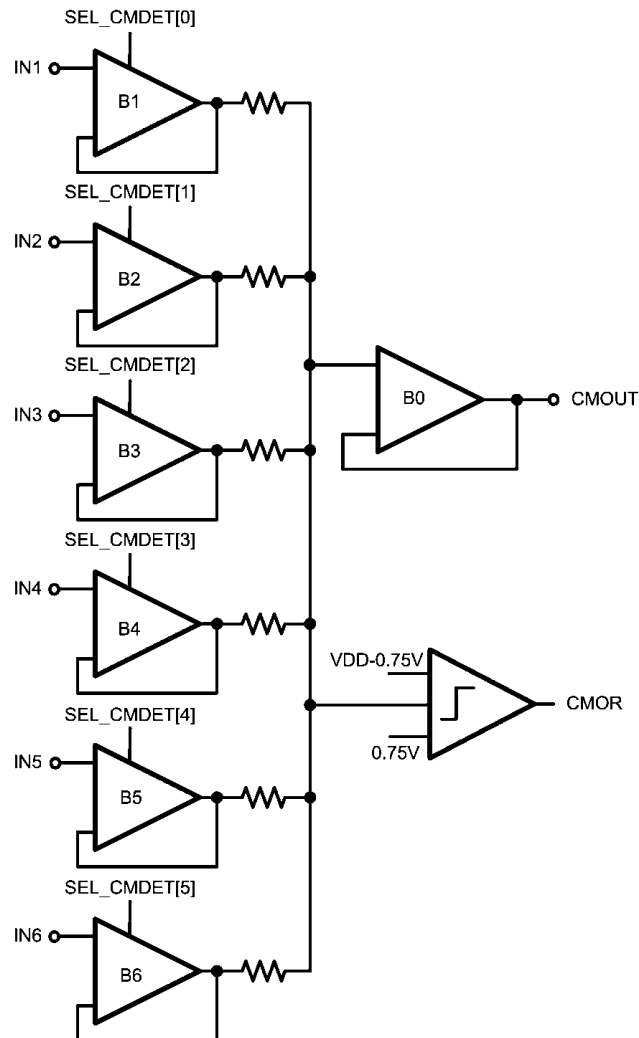 SEL_CMDET[0]
IN1
B1
SEL_CMDET[1]
IN2
B2
SEL_CMDET[2]
IN3
B3
B0
CMOUT
SEL_CMDET[3]
IN4
B4
VDD-0.75V
CMOR
0.75V
SEL_CMDET[4]
IN5
B5
SEL_CMDET[5]
IN6
B6